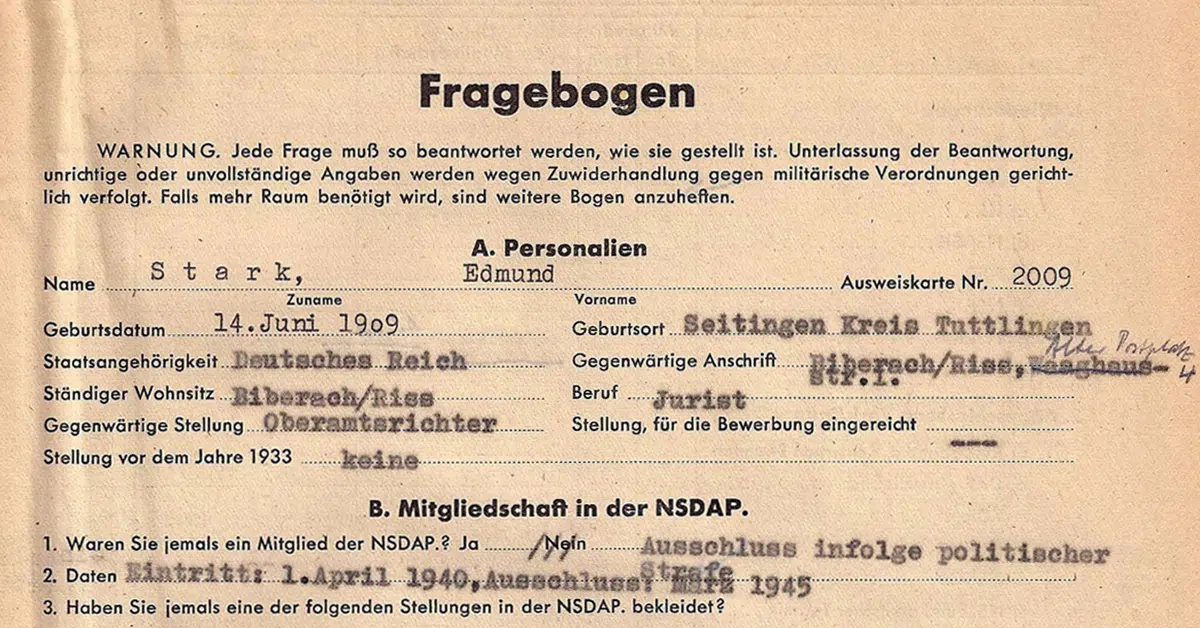 Fragebogen
WARNUNG. Jede Frage muß so beantwortet werden, wie sie gestellt ist. Unterlassung der Beantwortung,
unrichtige oder unvollständige Angaben werden wegen Zuwiderhandlung gegen militärische Verordnungen gericht-
lich verfolgt. Falls mehr Raum benötigt wird, sind weitere Bogen anzuheften.
A. Personalien
Name Stark, Edmund Ausweiskarte Nr. 2009
Zuname Vorname
Geburtsdatum 14.Juni 1909 Geburtsort Seitingen Kreis Tuttlingen
Alter Postplatz
Staatsangehörigkeit Deutsches Reich Gegenwärtige Anschrift Biberach/Riss, Waaghaus- 4
str.1.
Ständiger Wohnsitz Biberach/Riss Beruf Jurist
Gegenwärtige Stellung Oberamtsrichter Stellung, für die Bewerbung eingereicht
Stellung vor dem Jahre 1933 keine
B. Mitgliedschaft in der NSDAP.
1. Waren Sie jemals ein Mitglied der NSDAP.? Ja Nein Ausschluss infolge politischer
Strafe
2. Daten Eintritt: 1.April 1940, Ausschluss: März 1945
3. Haben Sie jemals eine der folgenden Stellungen in der NSDAP. bekleidet?